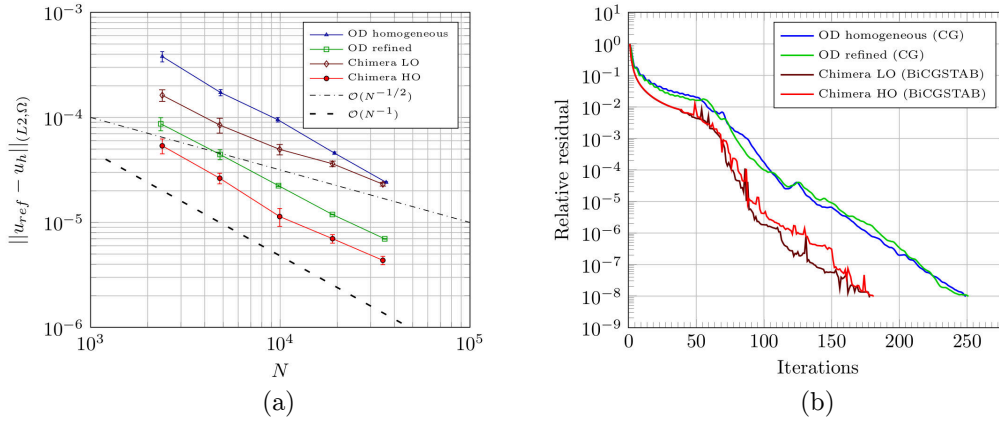 10^{-3}
10^{-4}
10^{-5}
10^{-6}
||u_{ref} − u_h||_{(L2,Ω)}
OD homogeneous
OD refined
Chimera LO
Chimera HO
O(N^{-1/2})
O(N^{-1})
10^3
10^4
10^5
N
(a)
10^1
10^0
10^{-1}
10^{-2}
10^{-3}
10^{-4}
10^{-5}
10^{-6}
10^{-7}
10^{-8}
10^{-9}
Relative residual
OD homogeneous (CG)
OD refined (CG)
Chimera LO (BiCGSTAB)
Chimera HO (BiCGSTAB)
0
50
100
150
200
250
Iterations
(b)